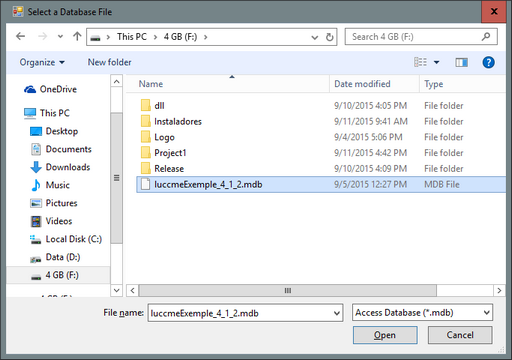 Select a Database File
This PC > 4 GB (F:) >
Search 4 GB (F:)
Organize
New folder
Name
Date modified
Type
OneDrive
This PC
Desktop
Documents
Downloads
Music
Pictures
Videos
Local Disk (C:)
Data (D:)
4 GB (F:)
dll 9/10/2015 4:05 PM File folder
Instaladores 9/11/2015 9:41 AM File folder
Logo 9/4/2015 5:06 PM File folder
Project1 9/11/2015 4:42 PM File folder
Release 9/10/2015 4:09 PM File folder
luccmeExemple_4_1_2.mdb 9/5/2015 12:27 PM MDB File
File name: luccmeExemple_4_1_2.mdb
Access Database (*.mdb)
Open
Cancel